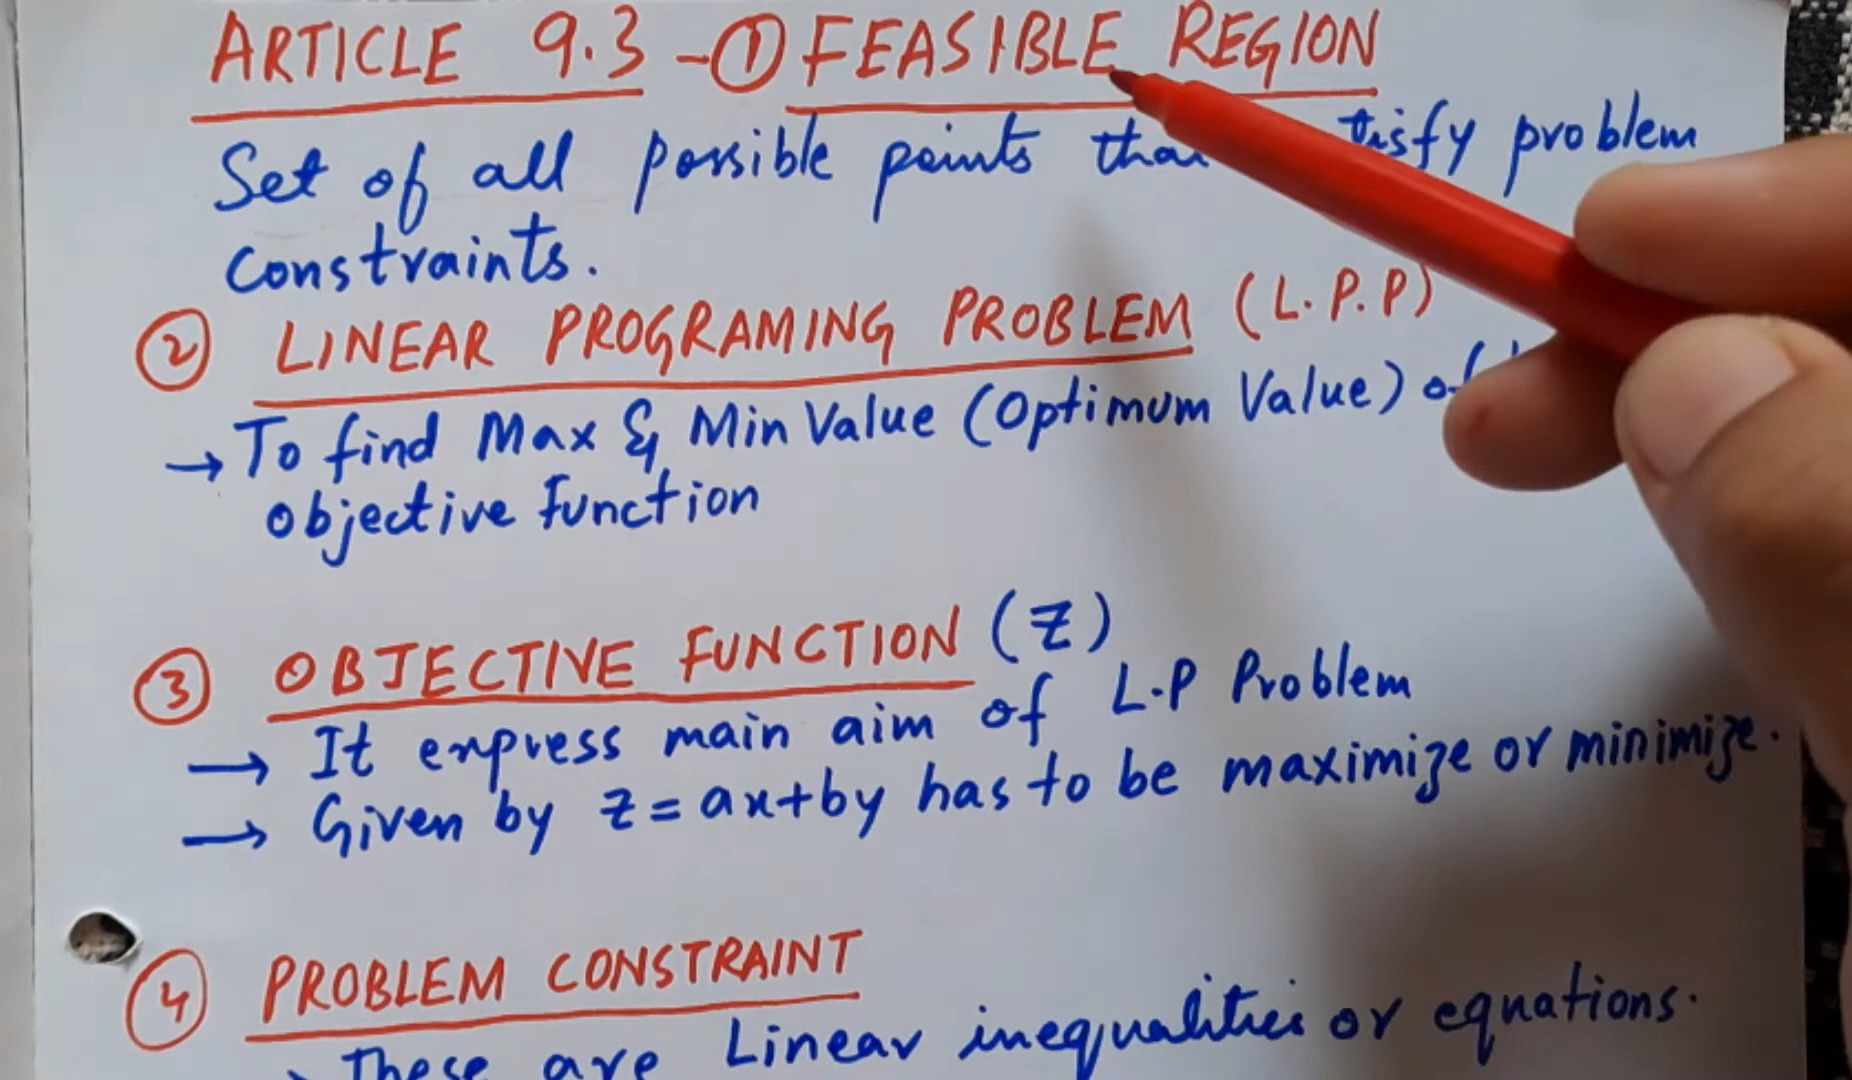 ARTICLE 9.3 - ① FEASIBLE REGION
Set of all possible points problem
constraints.
② LINEAR PROGRAMING PROBLEM (L.P.P)
→ To find Max & Min Value (Optimum Value) of
objective function
③ OBJECTIVE FUNCTION (Z)
→ It express main aim of L.P Problem
→ Given by Z = ax+by has to be maximize or minimize.
④ PROBLEM CONSTRAINT
→ These are Linear inequalities or equations.